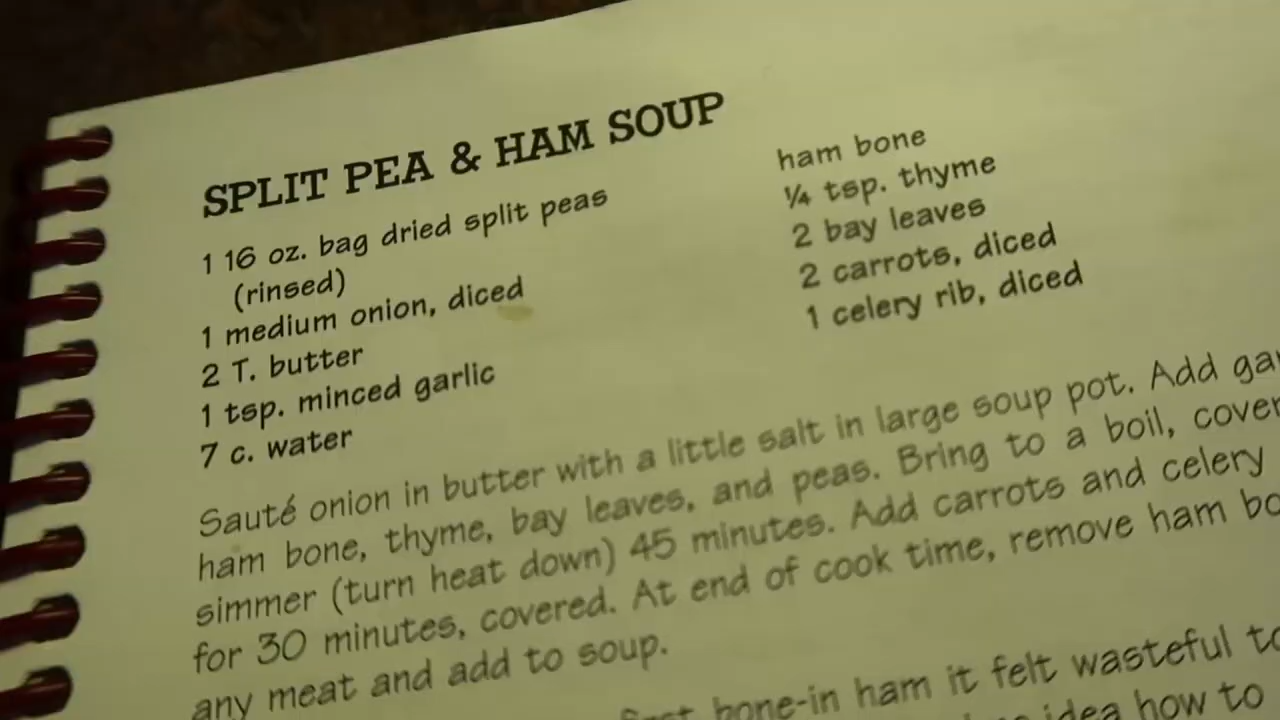 SPLIT PEA & HAM SOUP
1 16 oz. bag dried split peas
(rinsed)
1 medium onion, diced
2 T. butter
1 tsp. minced garlic
7 c. water
ham bone
¼ tsp. thyme
2 bay leaves
2 carrots, diced
1 celery rib, diced
Sauté onion in butter with a little salt in large soup pot. Add
ham bone, thyme, bay leaves, and peas. Bring to a boil, cover
simmer (turn heat down) 45 minutes. Add carrots and celery
for 30 minutes, covered. At end of cook time, remove ham
any meat and add to soup.
bone-in ham it felt wasteful to
idea how to